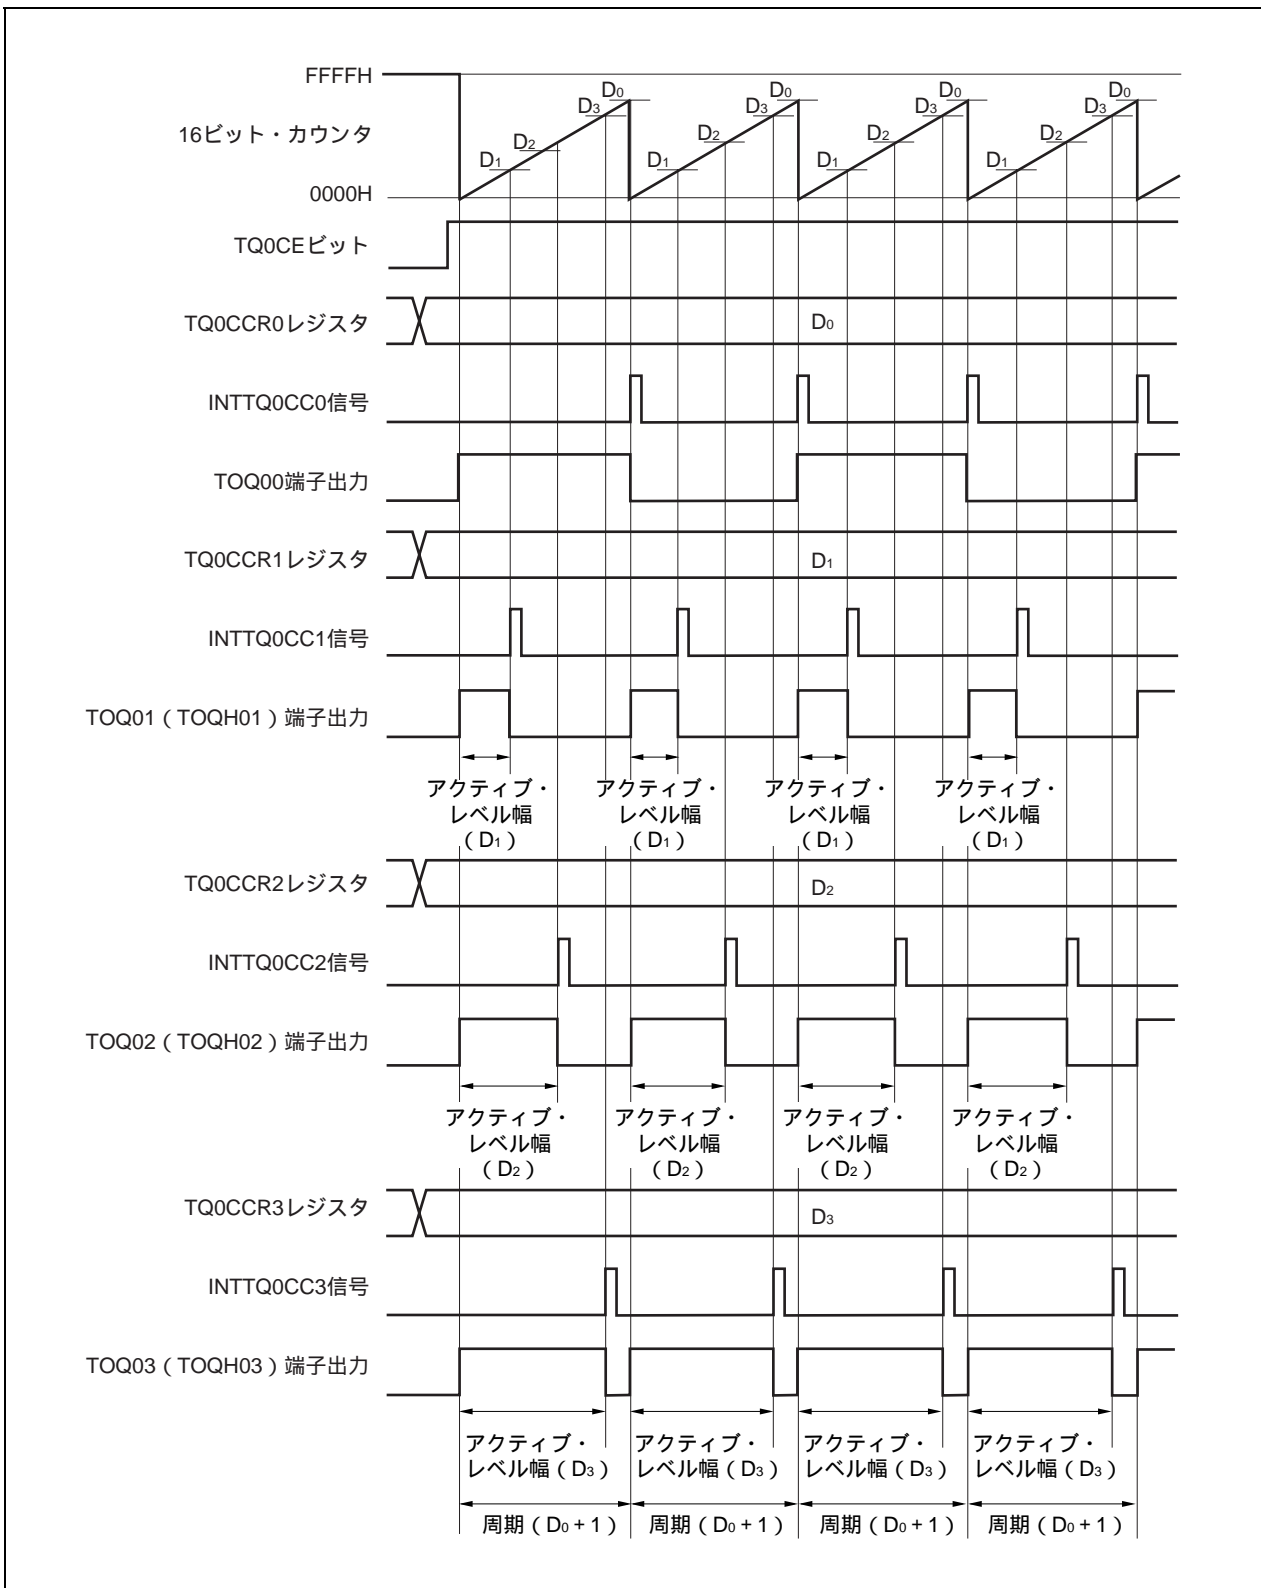 FFFFH
D0 D0 D0 D0
D3 D3 D3 D3
16ビット・カウンタ
D2 D2 D2 D2
D1 D1 D1 D1
0000H
TQ0CEビット
TQ0CCR0レジスタ D0
INTTQ0CC0信号
TOQ00端子出力
TQ0CCR1レジスタ D1
INTTQ0CC1信号
TOQ01（TOQH01）端子出力
アクティブ・ アクティブ・ アクティブ・ アクティブ・
レベル幅 レベル幅 レベル幅 レベル幅
（D1） （D1） （D1） （D1）
TQ0CCR2レジスタ D2
INTTQ0CC2信号
TOQ02（TOQH02）端子出力
アクティブ・ アクティブ・ アクティブ・ アクティブ・
レベル幅 レベル幅 レベル幅 レベル幅
（D2） （D2） （D2） （D2）
TQ0CCR3レジスタ D3
INTTQ0CC3信号
TOQ03（TOQH03）端子出力
アクティブ・ アクティブ・ アクティブ・ アクティブ・
レベル幅（D3） レベル幅（D3） レベル幅（D3） レベル幅（D3）
周期（D0 + 1） 周期（D0 + 1） 周期（D0 + 1） 周期（D0 + 1）